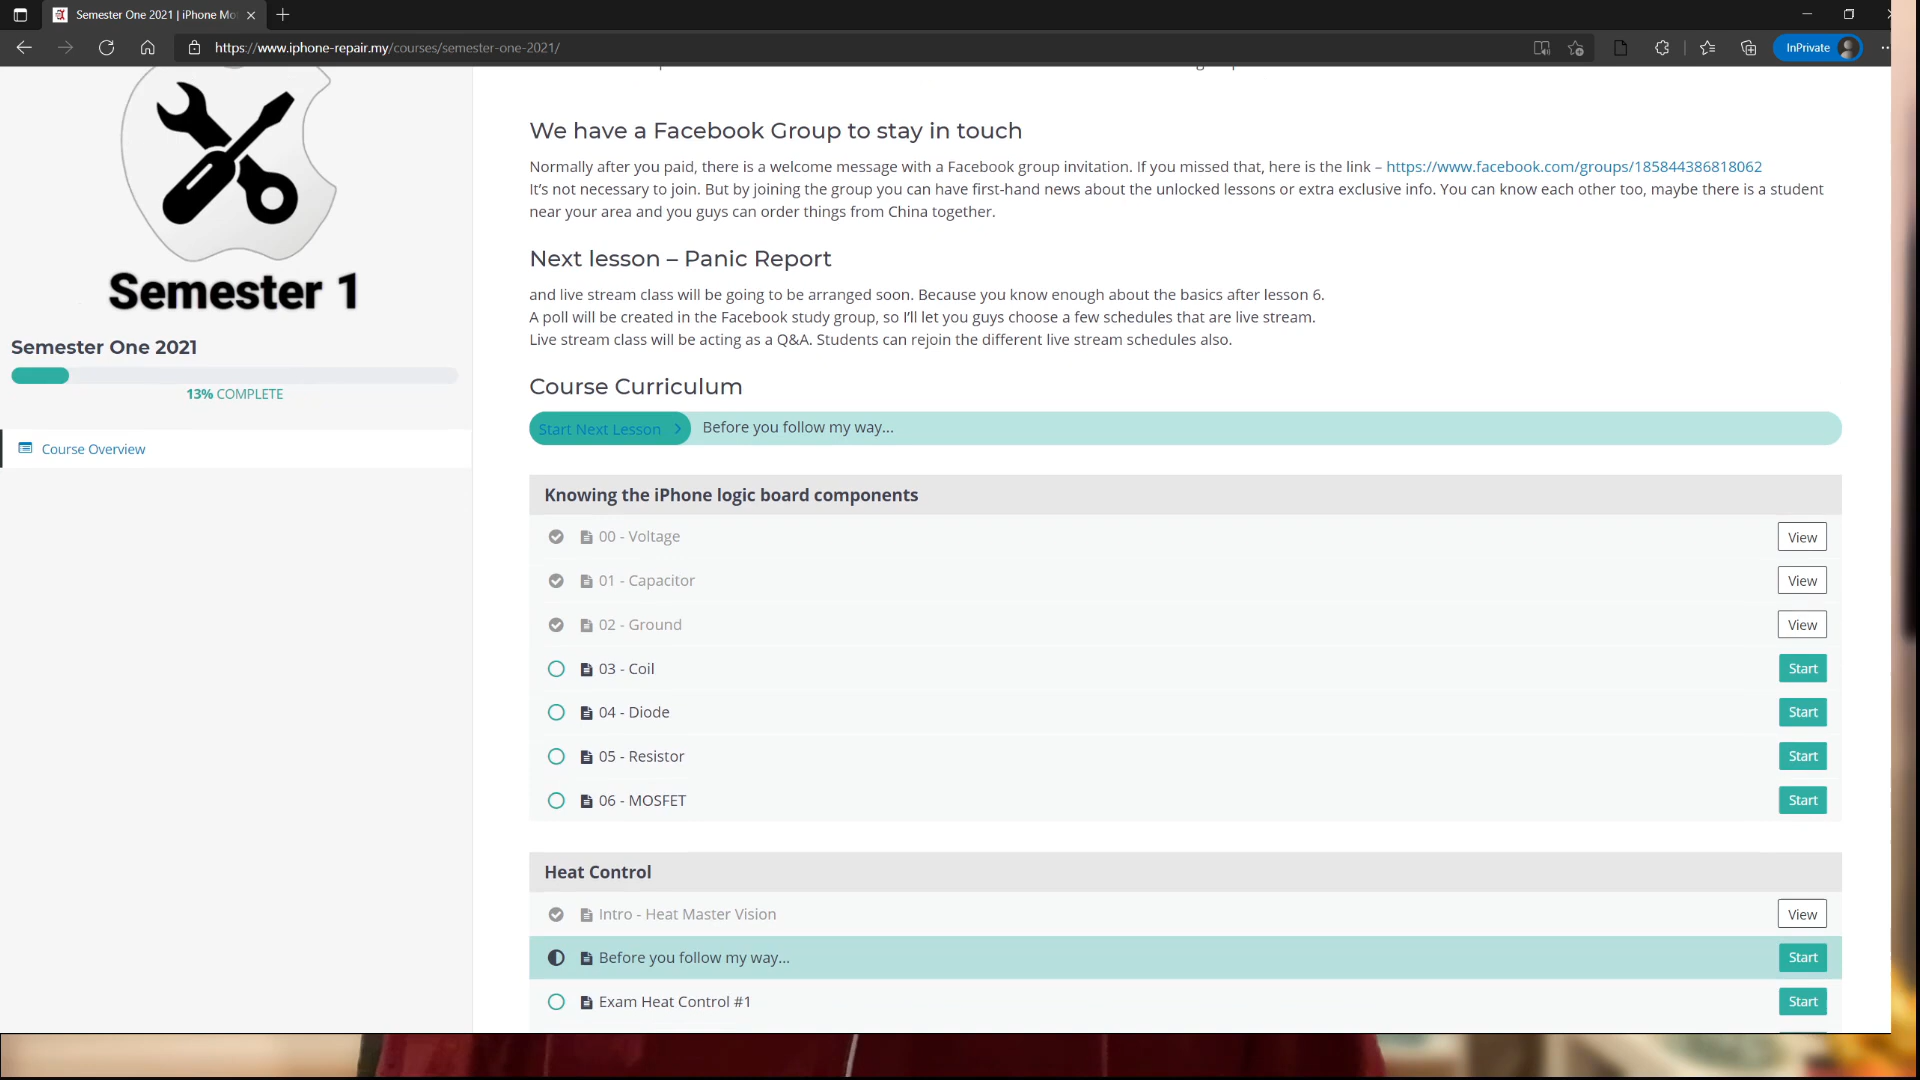 Semester One 2021 | iPhone Mo
https://www.iphone-repair.my/courses/semester-one-2021/
InPrivate
Semester 1
Semester One 2021
13% COMPLETE
Course Overview
We have a Facebook Group to stay in touch
Normally after you paid, there is a welcome message with a Facebook group invitation. If you missed that, here is the link – https://www.facebook.com/groups/185844386818062
It's not necessary to join. But by joining the group you can have first-hand news about the unlocked lessons or extra exclusive info. You can know each other too, maybe there is a student
near your area and you guys can order things from China together.
Next lesson – Panic Report
and live stream class will be going to be arranged soon. Because you know enough about the basics after lesson 6.
A poll will be created in the Facebook study group, so I'll let you guys choose a few schedules that are live stream.
Live stream class will be acting as a Q&A. Students can rejoin the different live stream schedules also.
Course Curriculum
Start Next Lesson Before you follow my way...
Knowing the iPhone logic board components
00 - Voltage View
01 - Capacitor View
02 - Ground View
03 - Coil Start
04 - Diode Start
05 - Resistor Start
06 - MOSFET Start
Heat Control
Intro - Heat Master Vision View
Before you follow my way... Start
Exam Heat Control #1 Start